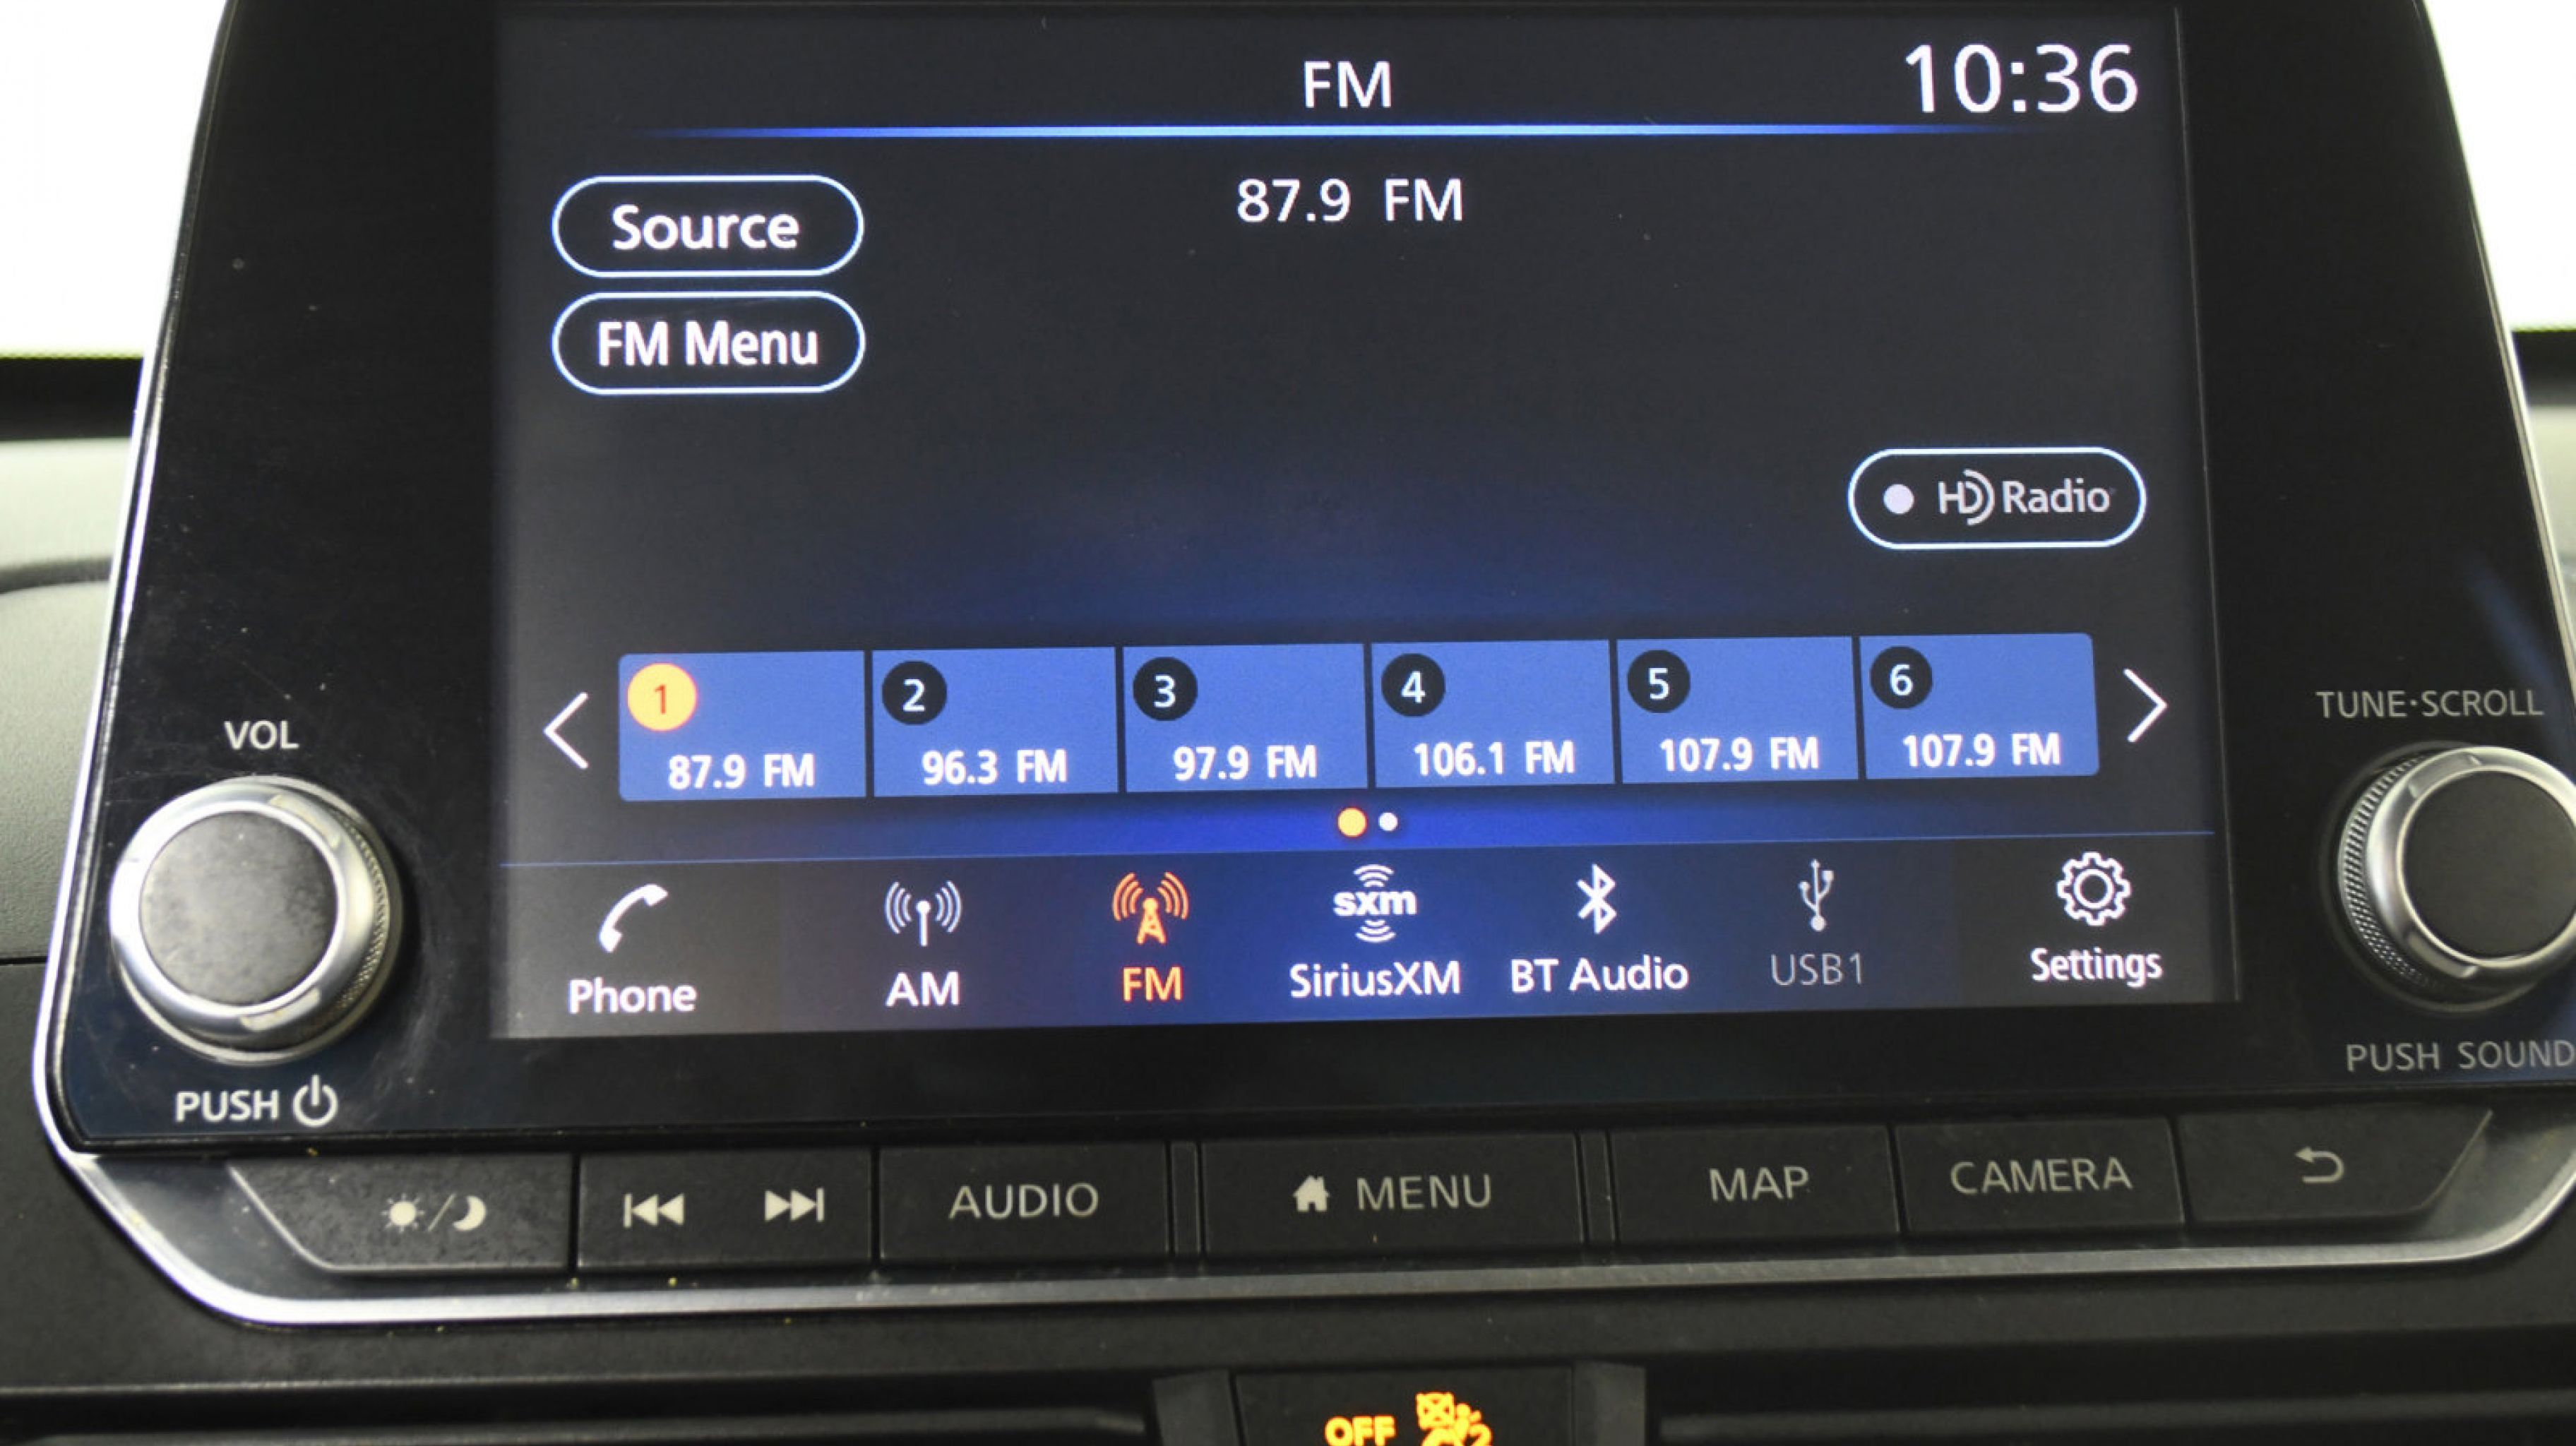 FM 10:36
87.9 FM
Source
FM Menu
HD Radio
1 2 3 4 5 6
87.9 FM 96.3 FM 97.9 FM 106.1 FM 107.9 FM 107.9 FM
VOL
TUNE·SCROLL
sxm
Phone AM FM SiriusXM BT Audio USB1 Settings
PUSH
PUSH SOUND
AUDIO MENU MAP CAMERA
OFF 2